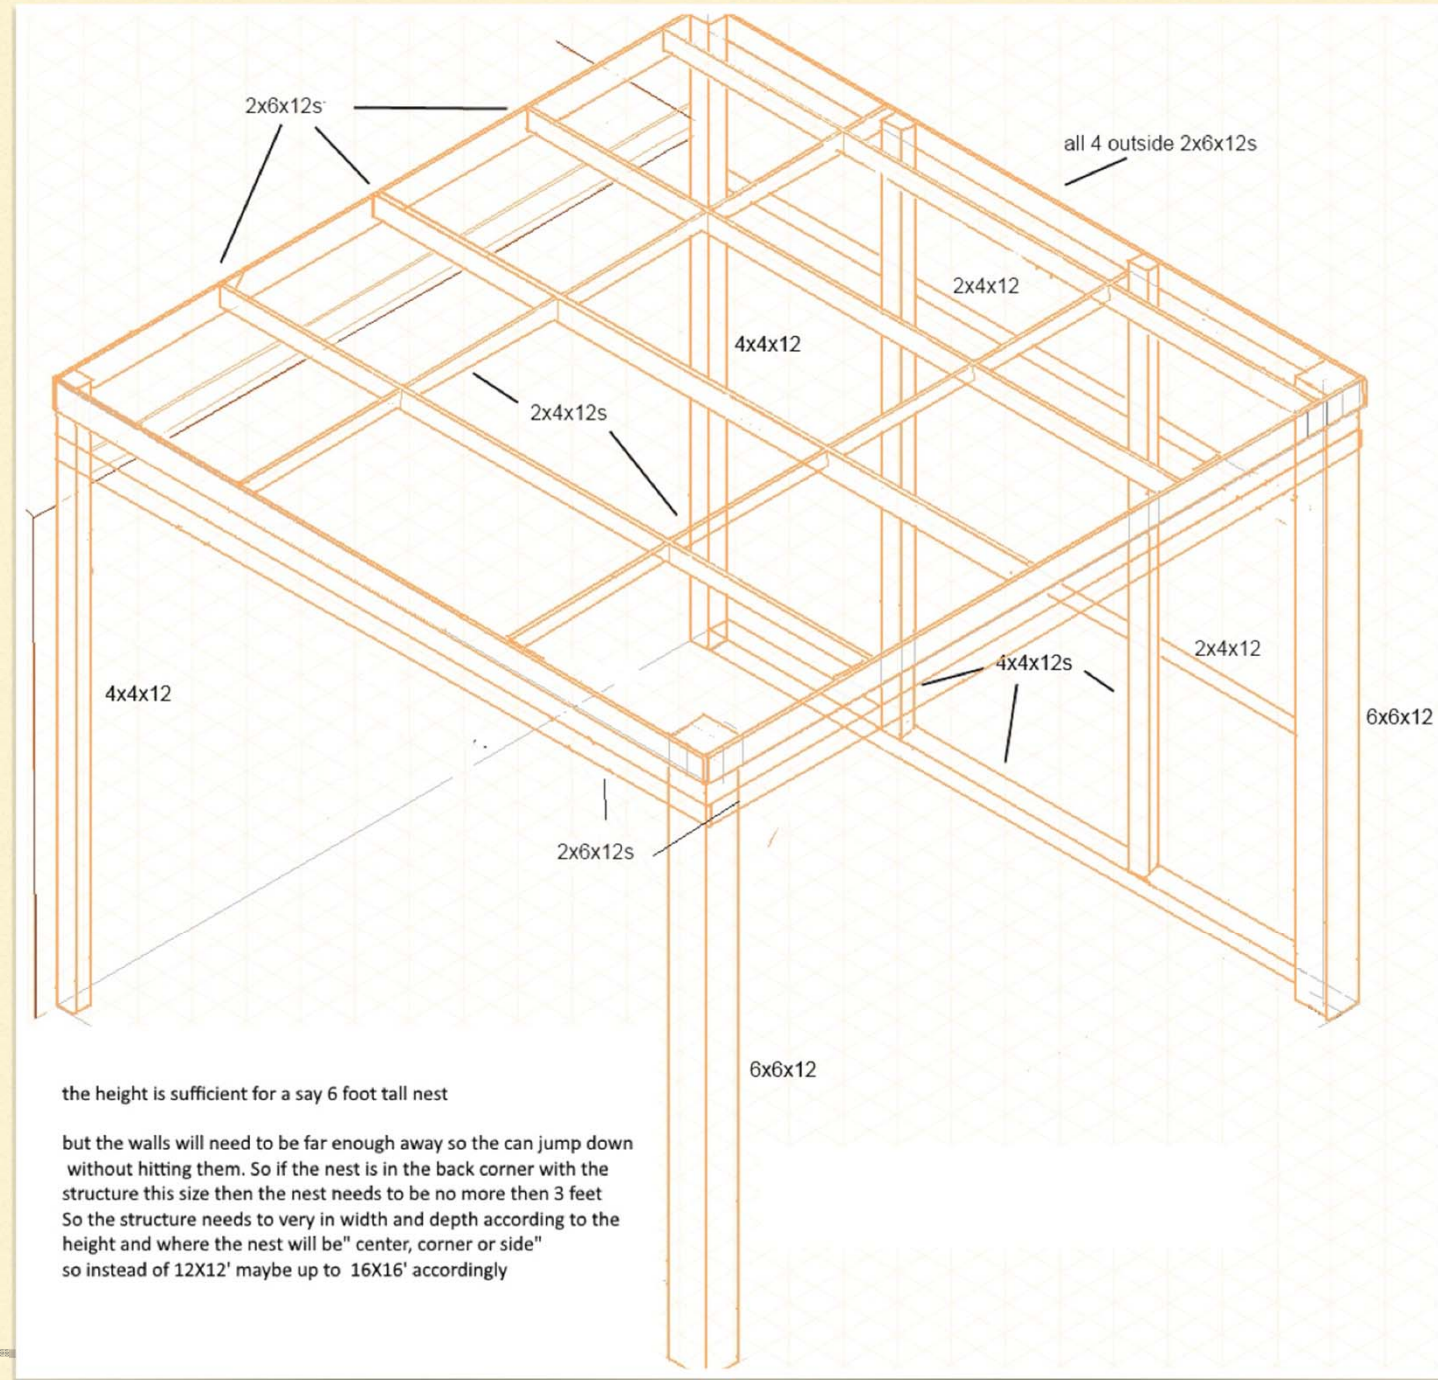 2x6x12s
all 4 outside 2x6x12s
2x4x12
4x4x12
2x4x12s
2x4x12
4x4x12s
4x4x12
6x6x12
2x6x12s
6x6x12
the height is sufficient for a say 6 foot tall nest
but the walls will need to be far enough away so the can jump down
without hitting them. So if the nest is in the back corner with the
structure this size then the nest needs to be no more then 3 feet
So the structure needs to very in width and depth according to the
height and where the nest will be" center, corner or side"
so instead of 12X12' maybe up to 16X16' accordingly